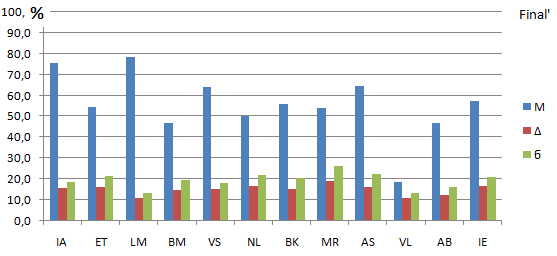 100, %
Final'
90,0
80,0
70,0
60,0
50,0
40,0
30,0
20,0
10,0
0,0
М
Δ
б
IA ET LM BM VS NL BK MR AS VL AB IE